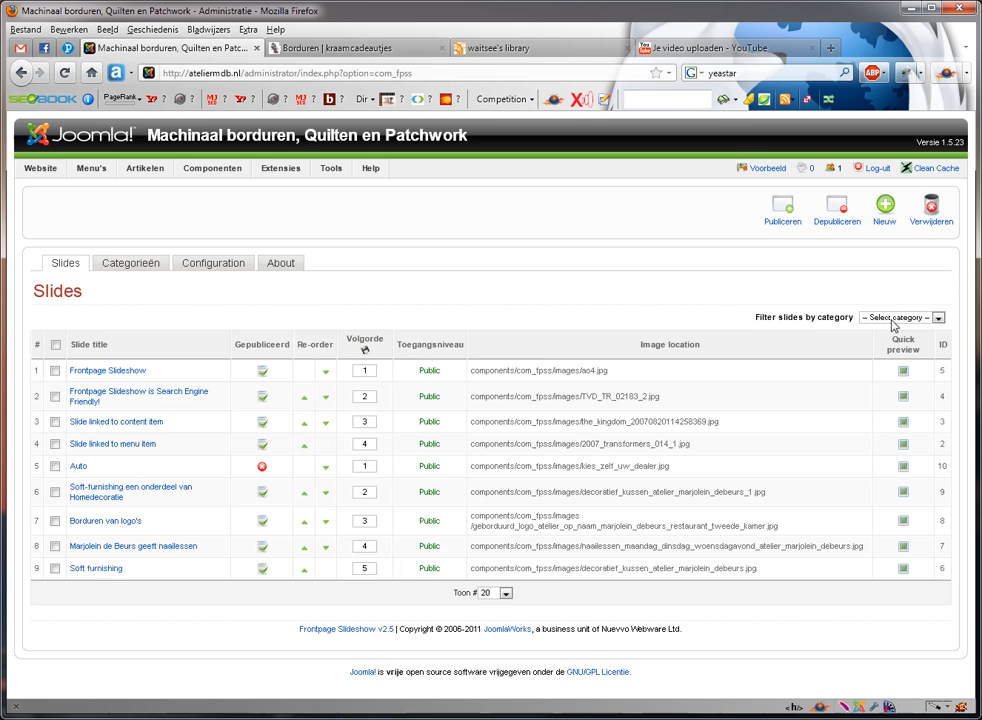 Machinaal borduren, Quilten en Patchwork - Administratie - Mozilla Firefox
Bestand Bewerken Beeld Geschiedenis Bladwijzers Extra Help
Machinaal borduren, Quilten en Patchw... Borduren | kraamcadeautjes waitsee's library Je video uploaden - YouTube
http://ateliermdb.nl/administrator/index.php?option=com_fpss yeastar ABP
SEOBOOK PageRank ? ? ? ? ? ? ? Dir Competition
Joomla! Machinaal borduren, Quilten en Patchwork Versie 1.5.23
Website Menu's Artikelen Componenten Extensies Tools Help Voorbeeld 0 1 Log-uit Clean Cache
Publiceren Depubliceren Nieuw Verwijderen
Slides Categorieën Configuration About
Slides
Filter slides by category -- Select category --
# Slide title Gepubliceerd Re-order Volgorde Toegangsniveau Image location Quick preview ID
1 Frontpage Slideshow 1 Public components/com_fpss/images/ao4.jpg 5
2 Frontpage Slideshow is Search Engine Friendly! 2 Public components/com_fpss/images/TVD_TR_02183_2.jpg 4
3 Slide linked to content item 3 Public components/com_fpss/images/the_kingdom_20070820114258369.jpg 3
4 Slide linked to menu item 4 Public components/com_fpss/images/2007_transformers_014_1.jpg 2
5 Auto 1 Public components/com_fpss/images/kies_zelf_uw_dealer.jpg 10
6 Soft-furnishing een onderdeel van Homedecoratie 2 Public components/com_fpss/images/decoratief_kussen_atelier_marjolein_debeurs_1.jpg 9
7 Borduren van logo's 3 Public components/com_fpss/images /geborduurd_logo_atelier_op_naam_marjolein_debeurs_restaurant_tweede_kamer.jpg 8
8 Marjolein de Beurs geeft naailessen 4 Public components/com_fpss/images/naailessen_maandag_dinsdag_woensdagavond_atelier_marjolein_debeurs.jpg 7
9 Soft furnishing 5 Public components/com_fpss/images/decoratief_kussen_atelier_marjolein_debeurs.jpg 6
Toon # 20
Frontpage Slideshow v2.5 | Copyright © 2006-2011 JoomlaWorks, a business unit of Nuevvo Webware Ltd.
Joomla! is vrije open source software vrijgegeven onder de GNU/GPL Licentie.